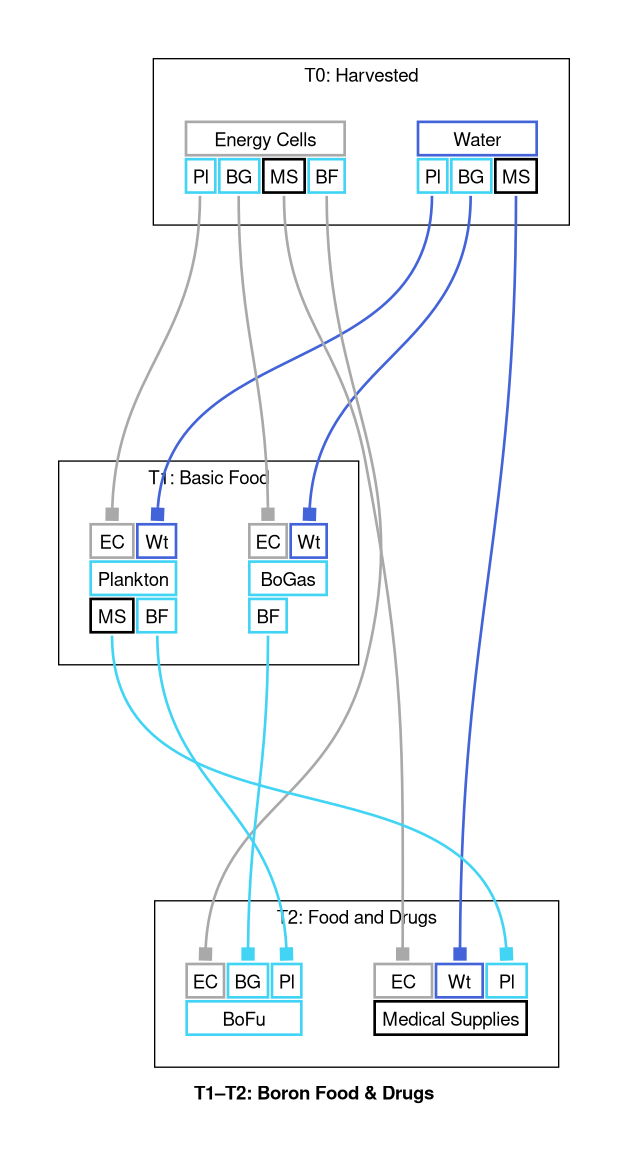 T0: Harvested
Energy Cells
Water
Pl BG MS BF
Pl BG MS
T1: Basic Food
EC Wt
EC Wt
Plankton
BoGas
MS BF
BF
T2: Food and Drugs
EC BG Pl
EC Wt Pl
BoFu
Medical Supplies
T1–T2: Boron Food & Drugs